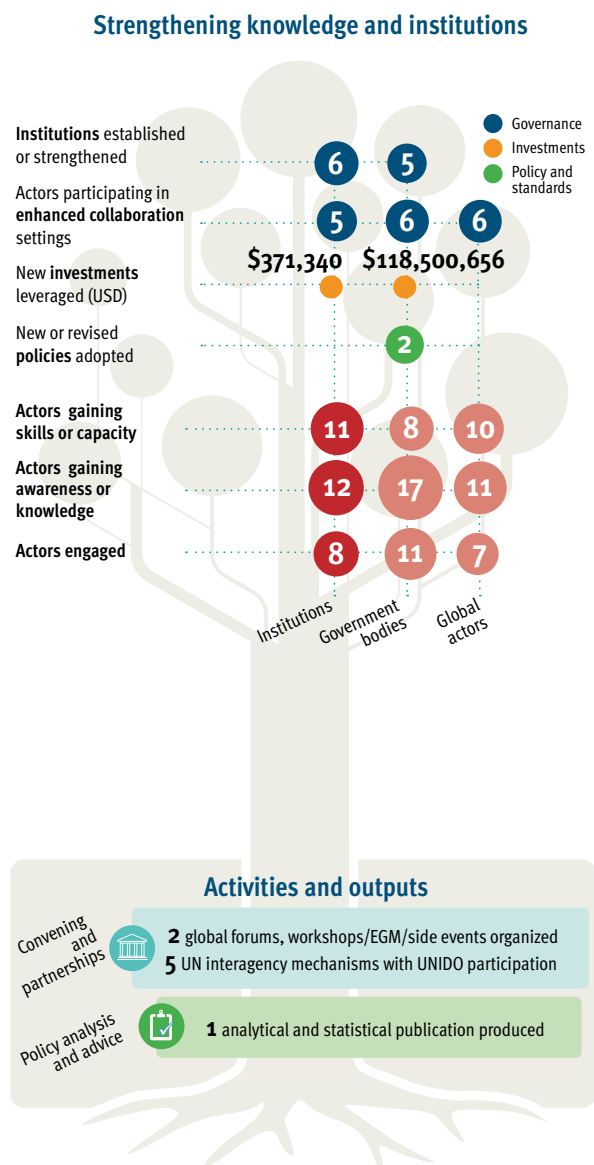 Strengthening knowledge and institutions
Governance
Investments
Policy and
standards
Institutions established
or strengthened
6
5
Actors participating in
enhanced collaboration
settings
5
6
6
$371,340
$118,500,656
New investments
leveraged (USD)
New or revised
policies adopted
2
Actors gaining
skills or capacity
11
8
10
Actors gaining
awareness or
knowledge
12
17
11
Actors engaged
8
11
7
Institutions
Government
bodies
Global
actors
Activities and outputs
Convening
and
partnerships
2 global forums, workshops/EGM/side events organized
5 UN interagency mechanisms with UNIDO participation
Policy analysis
and advice
1 analytical and statistical publication produced